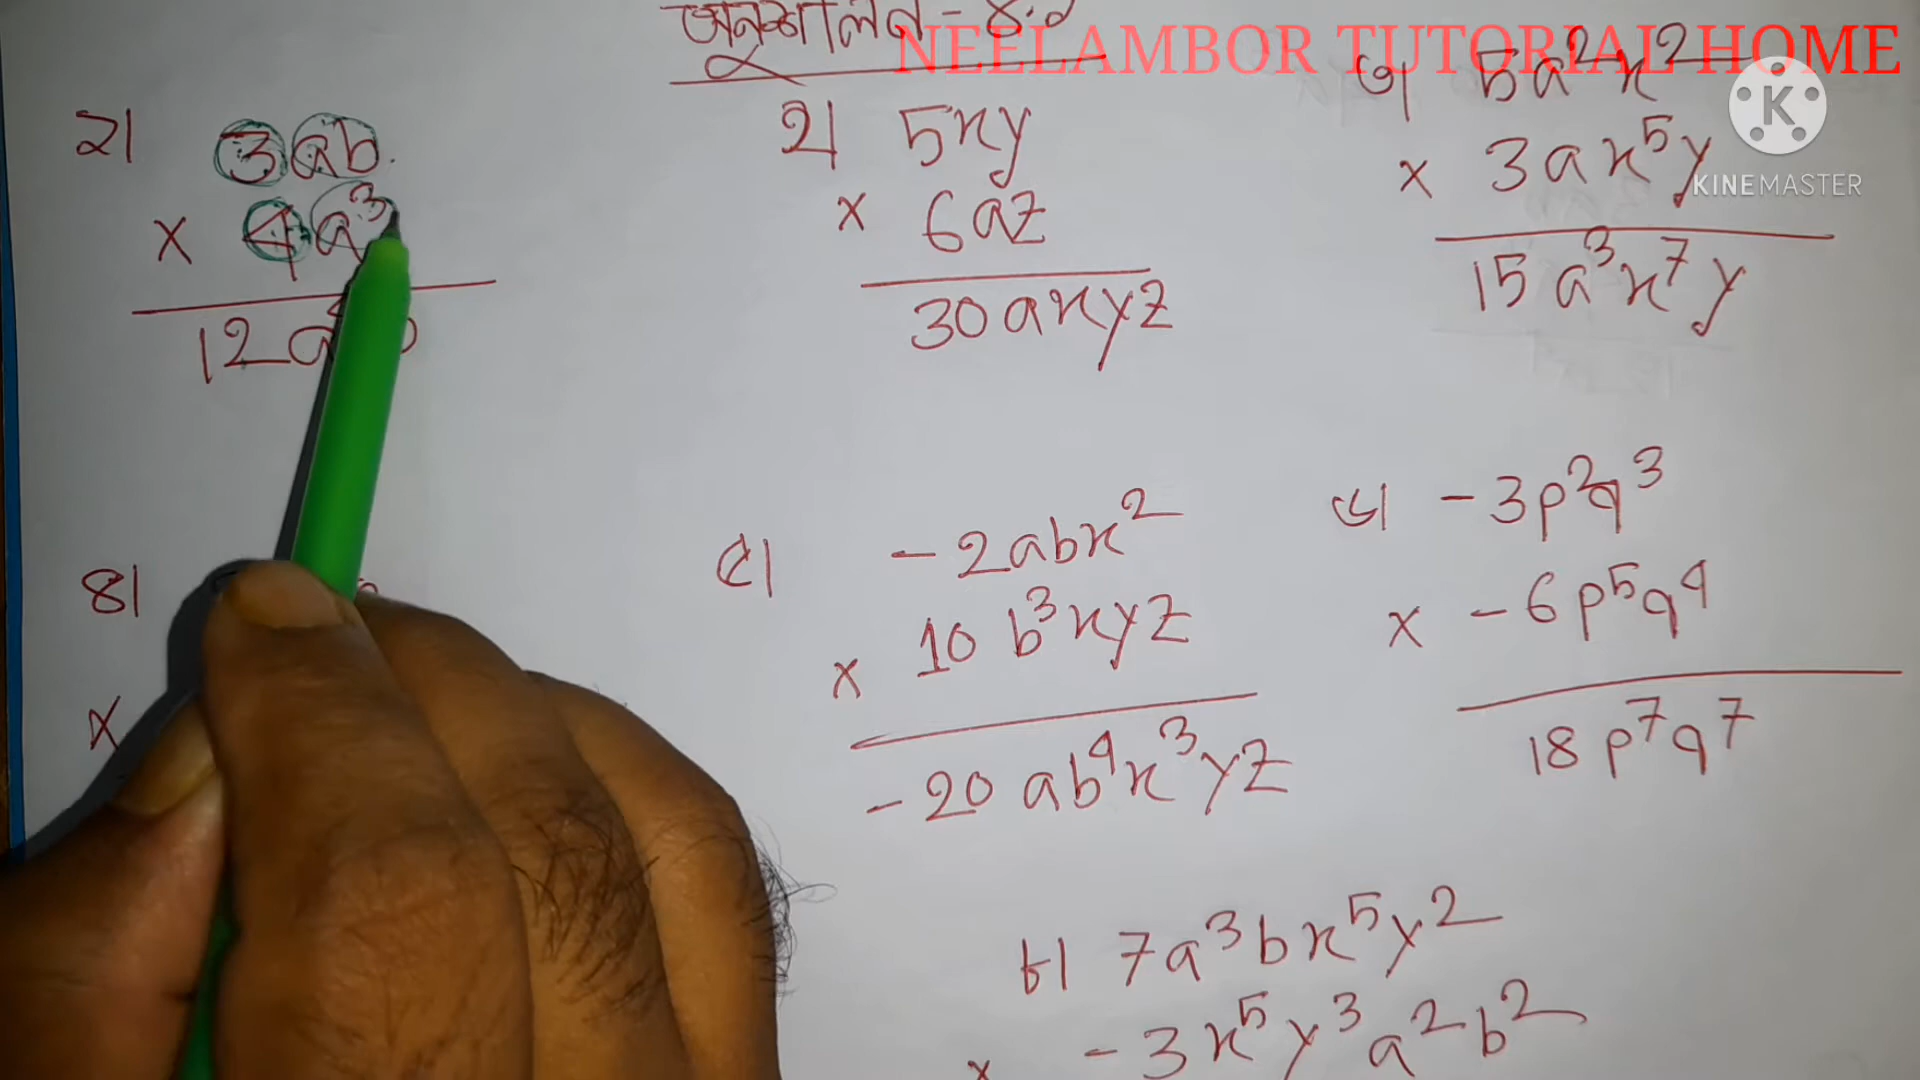 অনুশীলনী - ৪.১
NEELAMBOR TUTORIAL HOME
KINEMASTER
১। 3ab
× 4a³
12a
২। 5xy
× 6az
30axyz
৩। 5a²x²
× 3ax⁵y
15a³x⁷y
৪।
×
৫। -2abx²
× 10b³xyz
-20ab⁴x³yz
৬। -3p²q³
× -6p⁵q⁴
18p⁷q⁷
৮। 7a³bx⁵y²
× -3x⁵y³a²b²